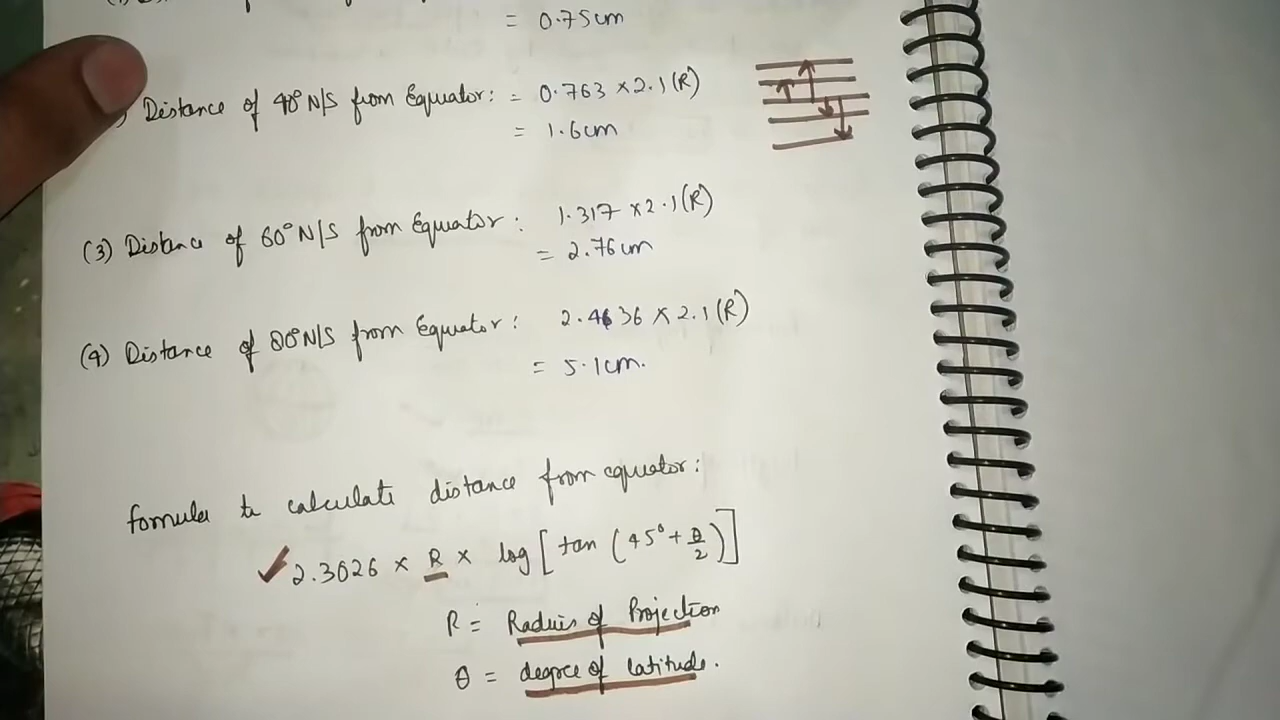 = 0.75cm
Distance of 40° N/S from Equator: = 0.763 × 2.1 (R)
= 1.6cm
(3) Distance of 60° N/S from Equator: 1.317 × 2.1 (R)
= 2.76cm
(4) Distance of 80° N/S from Equator: 2.4636 × 2.1 (R)
= 5.1cm.
formula to calculate distance from equator:
2.3026 × R × log [tan (45° + θ/2)]
R = Radius of Projection
θ = degree of latitude.